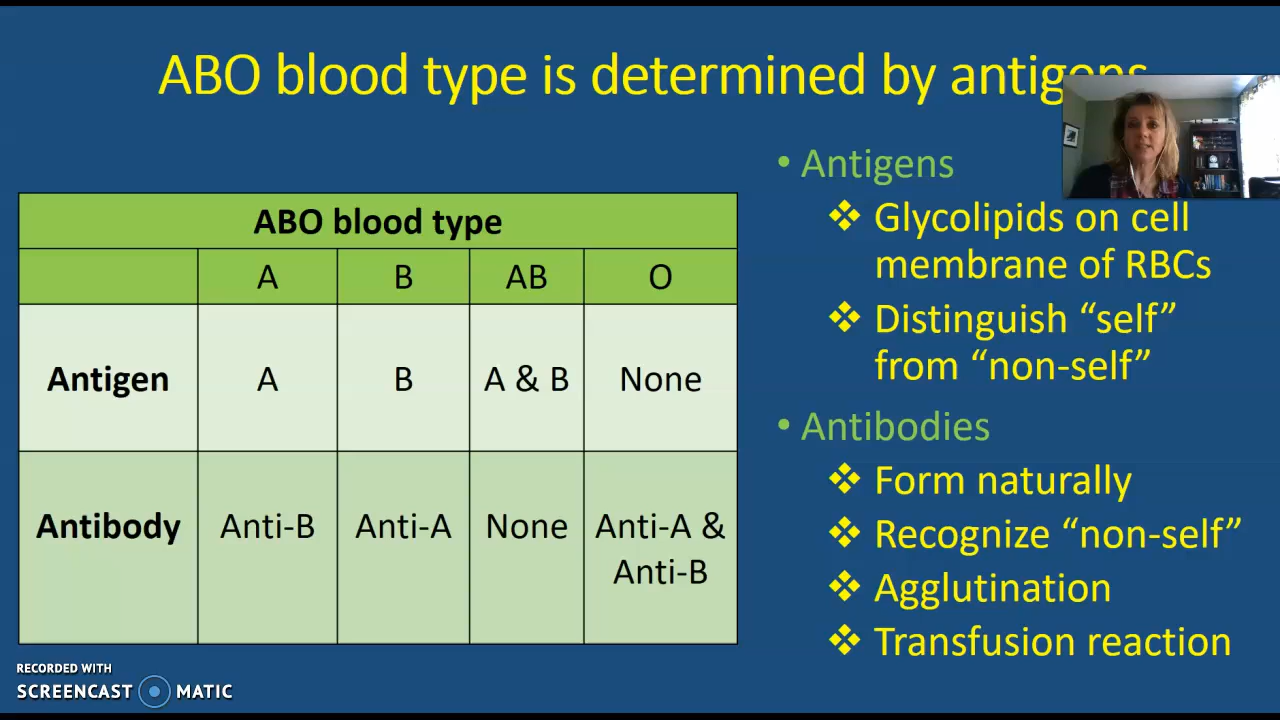 ABO blood type is determined by antigens
ABO blood type
A B AB O
Antigen A B A & B None
Antibody Anti-B Anti-A None Anti-A &
Anti-B
• Antigens
❖ Glycolipids on cell
membrane of RBCs
❖ Distinguish “self”
from “non-self”
• Antibodies
❖ Form naturally
❖ Recognize “non-self”
❖ Agglutination
❖ Transfusion reaction
RECORDED WITH
SCREENCAST MATIC